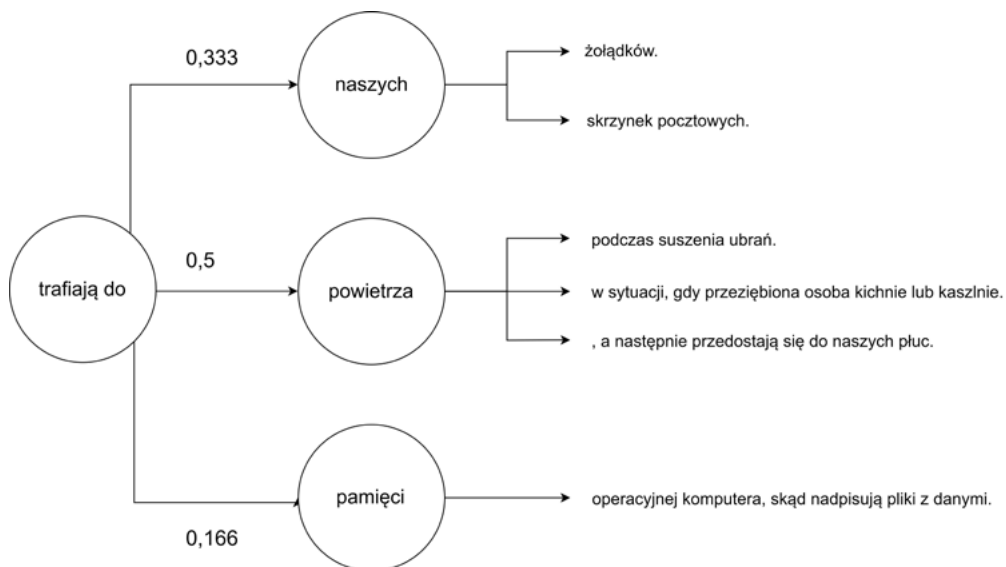 0,333
naszych
żołądków.
skrzynek pocztowych.
trafiają do
0,5
powietrza
podczas suszenia ubrań.
w sytuacji, gdy przeziębiona osoba kichnie lub kaszlnie.
, a następnie przedostają się do naszych płuc.
0,166
pamięci
operacyjnej komputera, skąd nadpisują pliki z danymi.